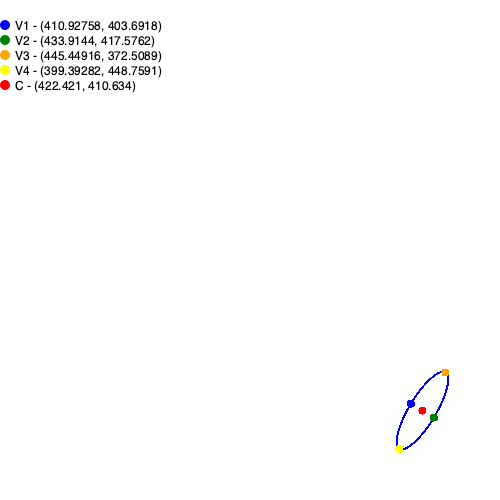 V1 - (410.92758, 403.6918)
V2 - (433.9144, 417.5762)
V3 - (445.44916, 372.5089)
V4 - (399.39282, 448.7591)
C - (422.421, 410.634)